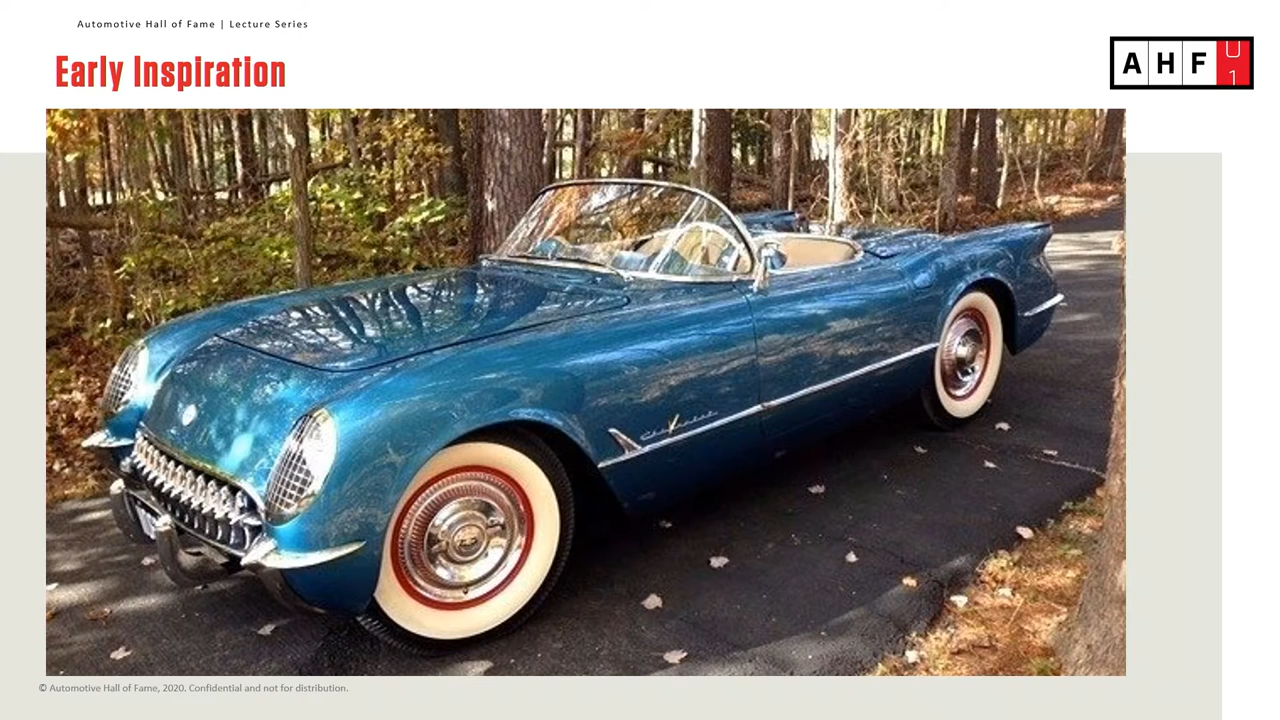 Automotive Hall of Fame | Lecture Series
Early Inspiration
A H F U
1
Chevrolet
© Automotive Hall of Fame, 2020. Confidential and not for distribution.